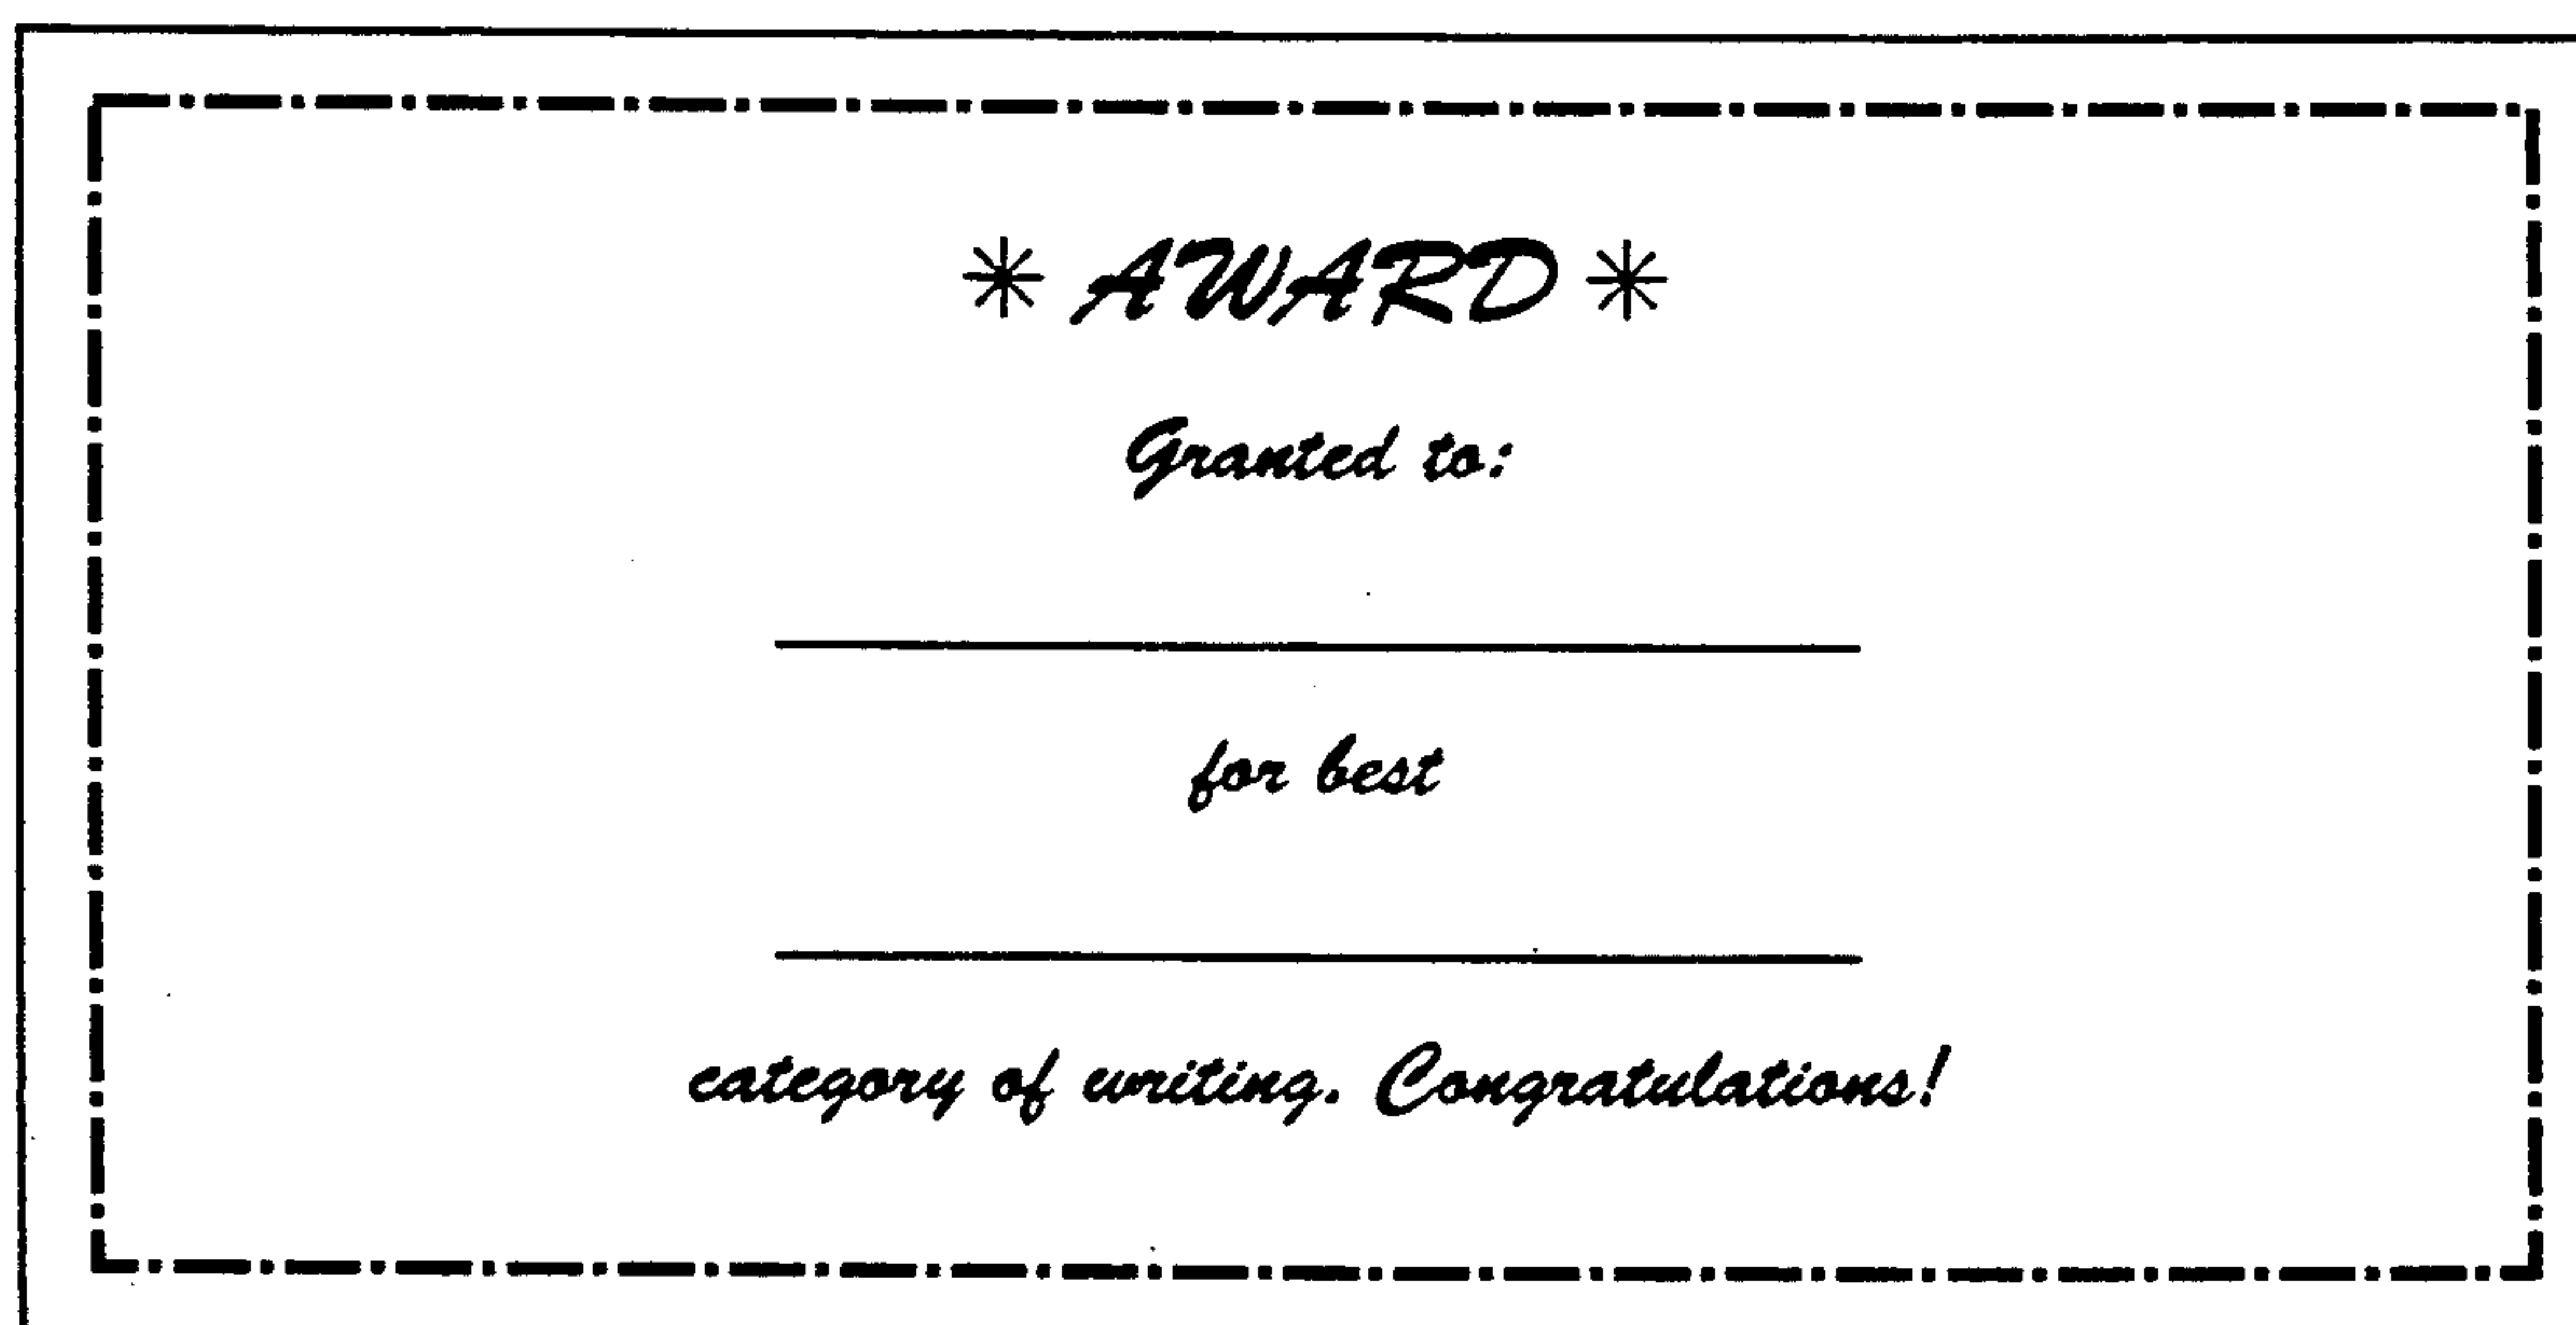 ✳ AWARD ✳
Granted to:
for best
category of writing. Congratulations!